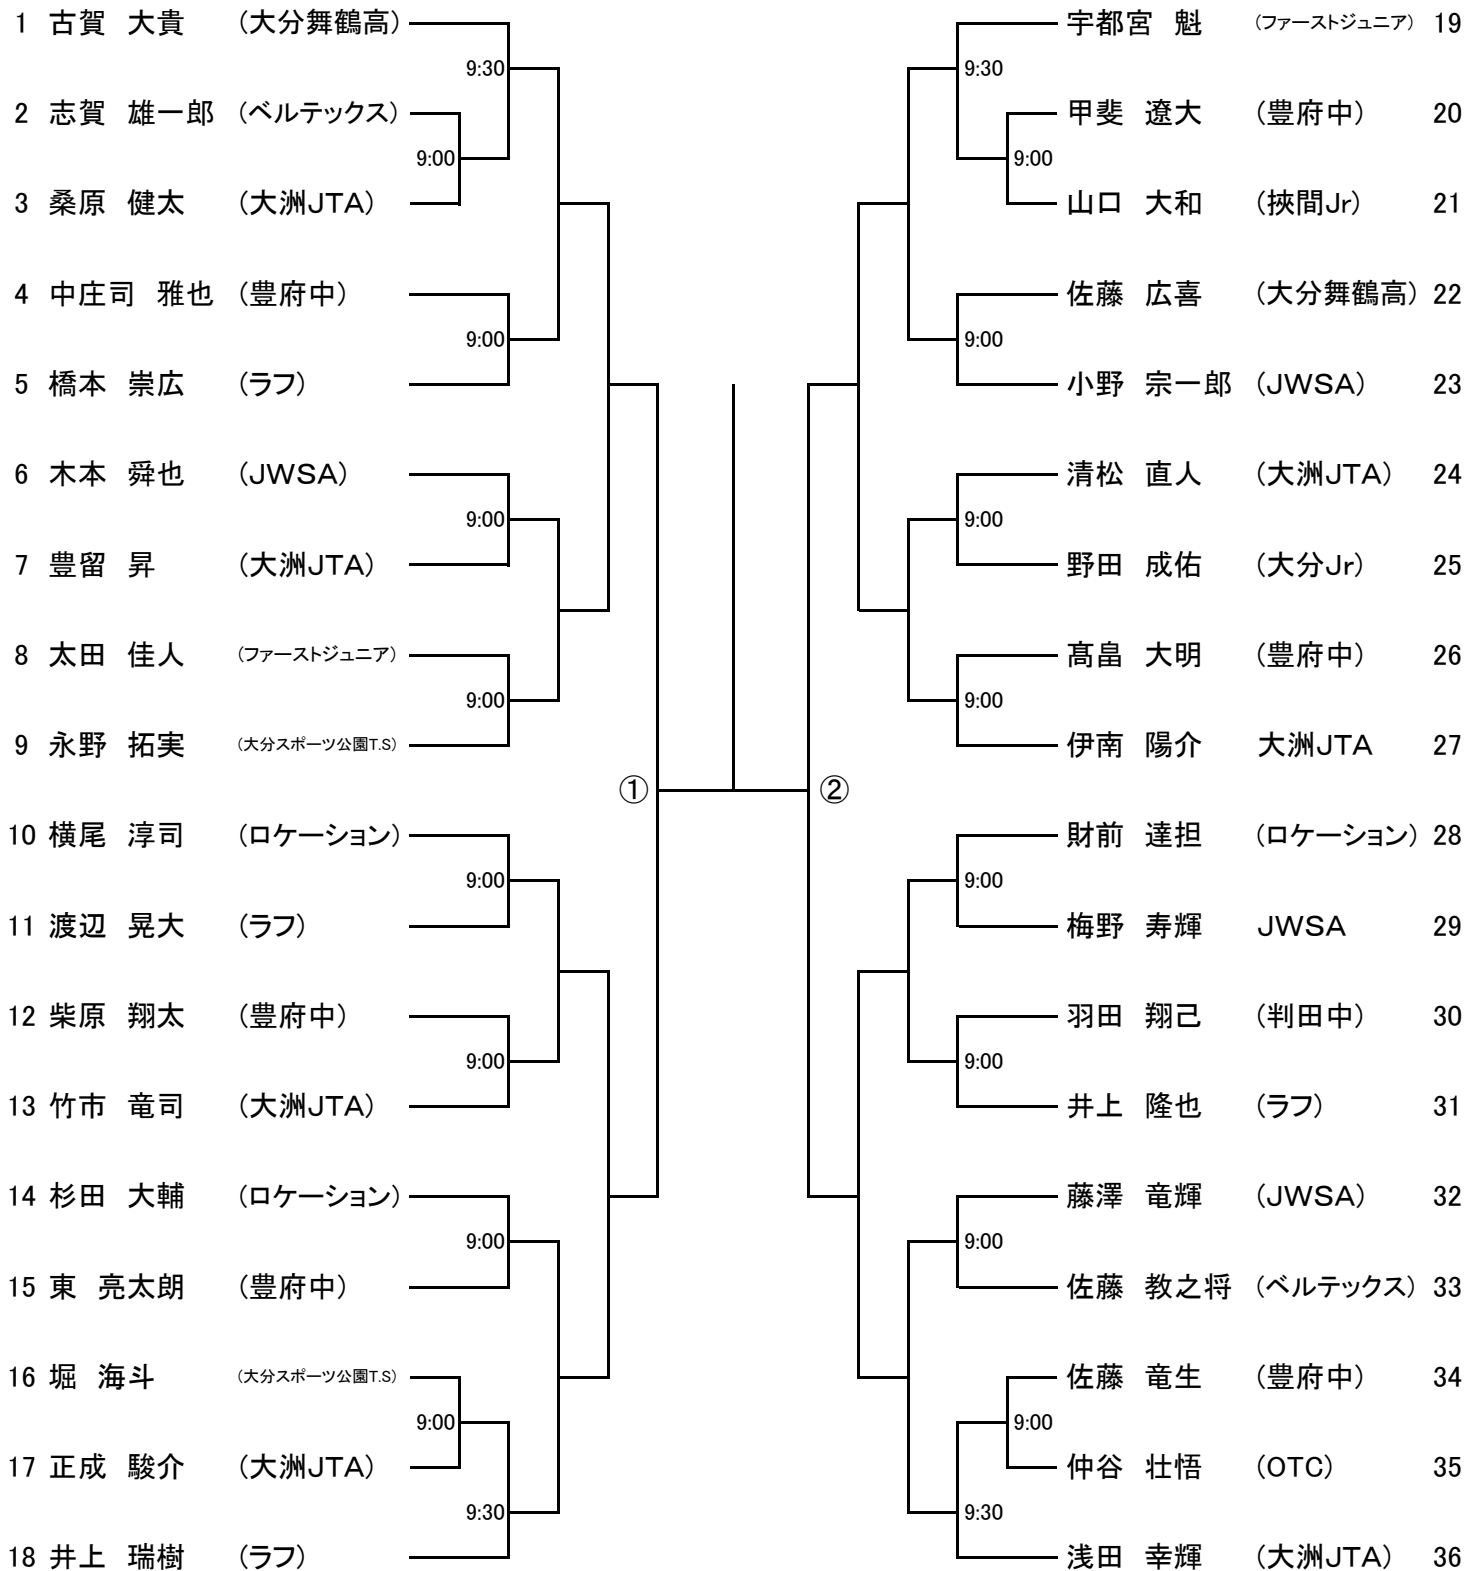 1 古賀 大貴 (大分舞鶴高)
9:30
2 志賀 雄一郎 (ベルテックス)
9:00
3 桑原 健太 (大洲JTA)
4 中庄司 雅也 (豊府中)
9:00
5 橋本 崇広 (ラフ)
6 木本 舜也 (JWSA)
9:00
7 豊留 昇 (大洲JTA)
8 太田 佳人 (ファーストジュニア)
9:00
9 永野 拓実 (大分スポーツ公園T.S)
①
10 横尾 淳司 (ロケーション)
9:00
11 渡辺 晃大 (ラフ)
12 柴原 翔太 (豊府中)
9:00
13 竹市 竜司 (大洲JTA)
14 杉田 大輔 (ロケーション)
9:00
15 東 亮太朗 (豊府中)
16 堀 海斗 (大分スポーツ公園T.S)
9:00
17 正成 駿介 (大洲JTA)
9:30
18 井上 瑞樹 (ラフ)
宇都宮 魁 (ファーストジュニア) 19
9:30
甲斐 遼大 (豊府中) 20
9:00
山口 大和 (挾間Jr) 21
佐藤 広喜 (大分舞鶴高) 22
9:00
小野 宗一郎 (JWSA) 23
清松 直人 (大洲JTA) 24
9:00
野田 成佑 (大分Jr) 25
髙畠 大明 (豊府中) 26
9:00
伊南 陽介 大洲JTA 27
②
財前 達担 (ロケーション) 28
9:00
梅野 寿輝 JWSA 29
羽田 翔己 (判田中) 30
9:00
井上 隆也 (ラフ) 31
藤澤 竜輝 (JWSA) 32
9:00
佐藤 教之将 (ベルテックス) 33
佐藤 竜生 (豊府中) 34
9:00
仲谷 壮悟 (OTC) 35
9:30
浅田 幸輝 (大洲JTA) 36